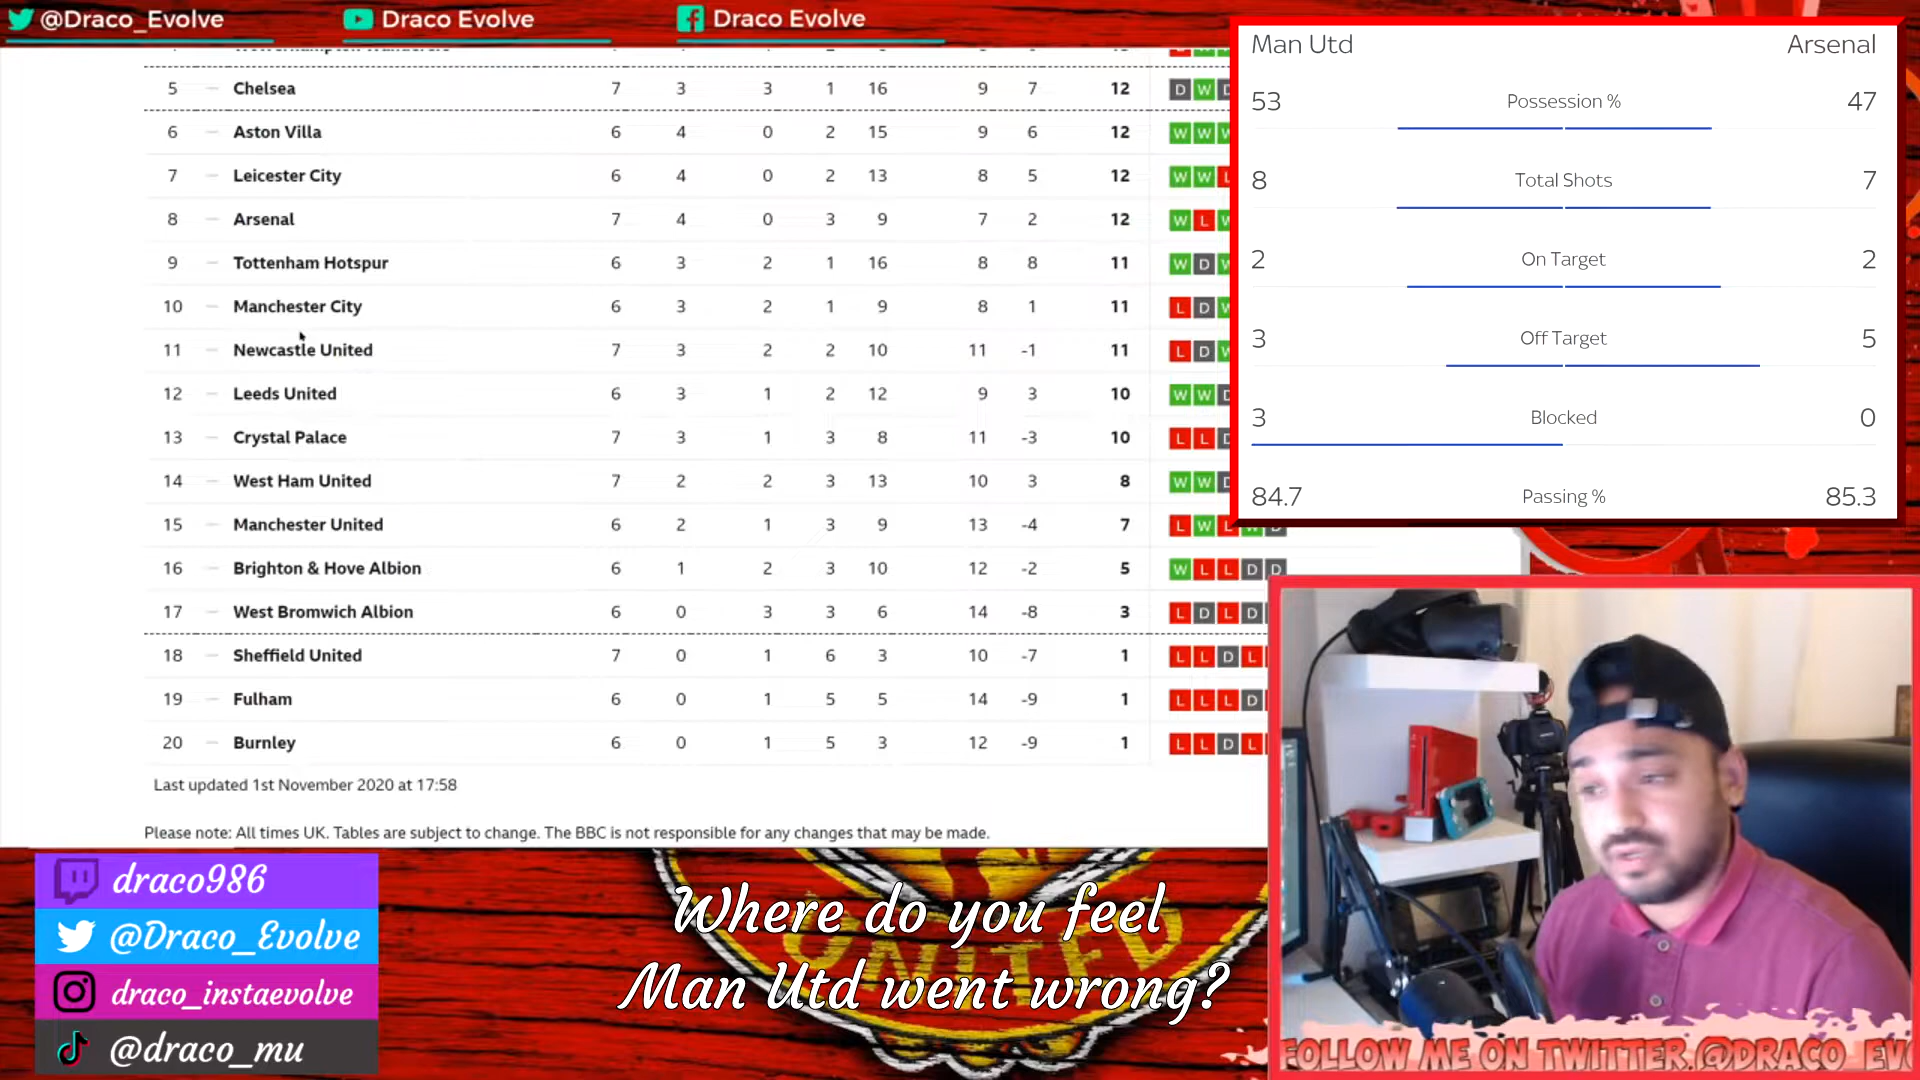 @Draco_Evolve Draco Evolve Draco Evolve
5 Chelsea 7 3 3 1 16 9 7 12 D W D
6 Aston Villa 6 4 0 2 15 9 6 12 W W W
7 Leicester City 6 4 0 2 13 8 5 12 W W L
8 Arsenal 7 4 0 3 9 7 2 12 W L W
9 Tottenham Hotspur 6 3 2 1 16 8 8 11 W D W
10 Manchester City 6 3 2 1 9 8 1 11 L D W
11 Newcastle United 7 3 2 2 10 11 -1 11 L D W
12 Leeds United 6 3 1 2 12 9 3 10 W W D
13 Crystal Palace 7 3 1 3 8 11 -3 10 L L D
14 West Ham United 7 2 2 3 13 10 3 8 W W D
15 Manchester United 6 2 1 3 9 13 -4 7 L W L W D
16 Brighton & Hove Albion 6 1 2 3 10 12 -2 5 W L L D D
17 West Bromwich Albion 6 0 3 3 6 14 -8 3 L D L D
18 Sheffield United 7 0 1 6 3 10 -7 1 L L D L
19 Fulham 6 0 1 5 5 14 -9 1 L L L D
20 Burnley 6 0 1 5 3 12 -9 1 L L D L
Last updated 1st November 2020 at 17:58
Please note: All times UK. Tables are subject to change. The BBC is not responsible for any changes that may be made.
Man Utd Arsenal
53 Possession % 47
8 Total Shots 7
2 On Target 2
3 Off Target 5
3 Blocked 0
84.7 Passing % 85.3
draco986
@Draco_Evolve
draco_instaevolve
@draco_mu
UNITED
Where do you feel
Man Utd went wrong?
FOLLOW ME ON TWITTER @DRACO_EV